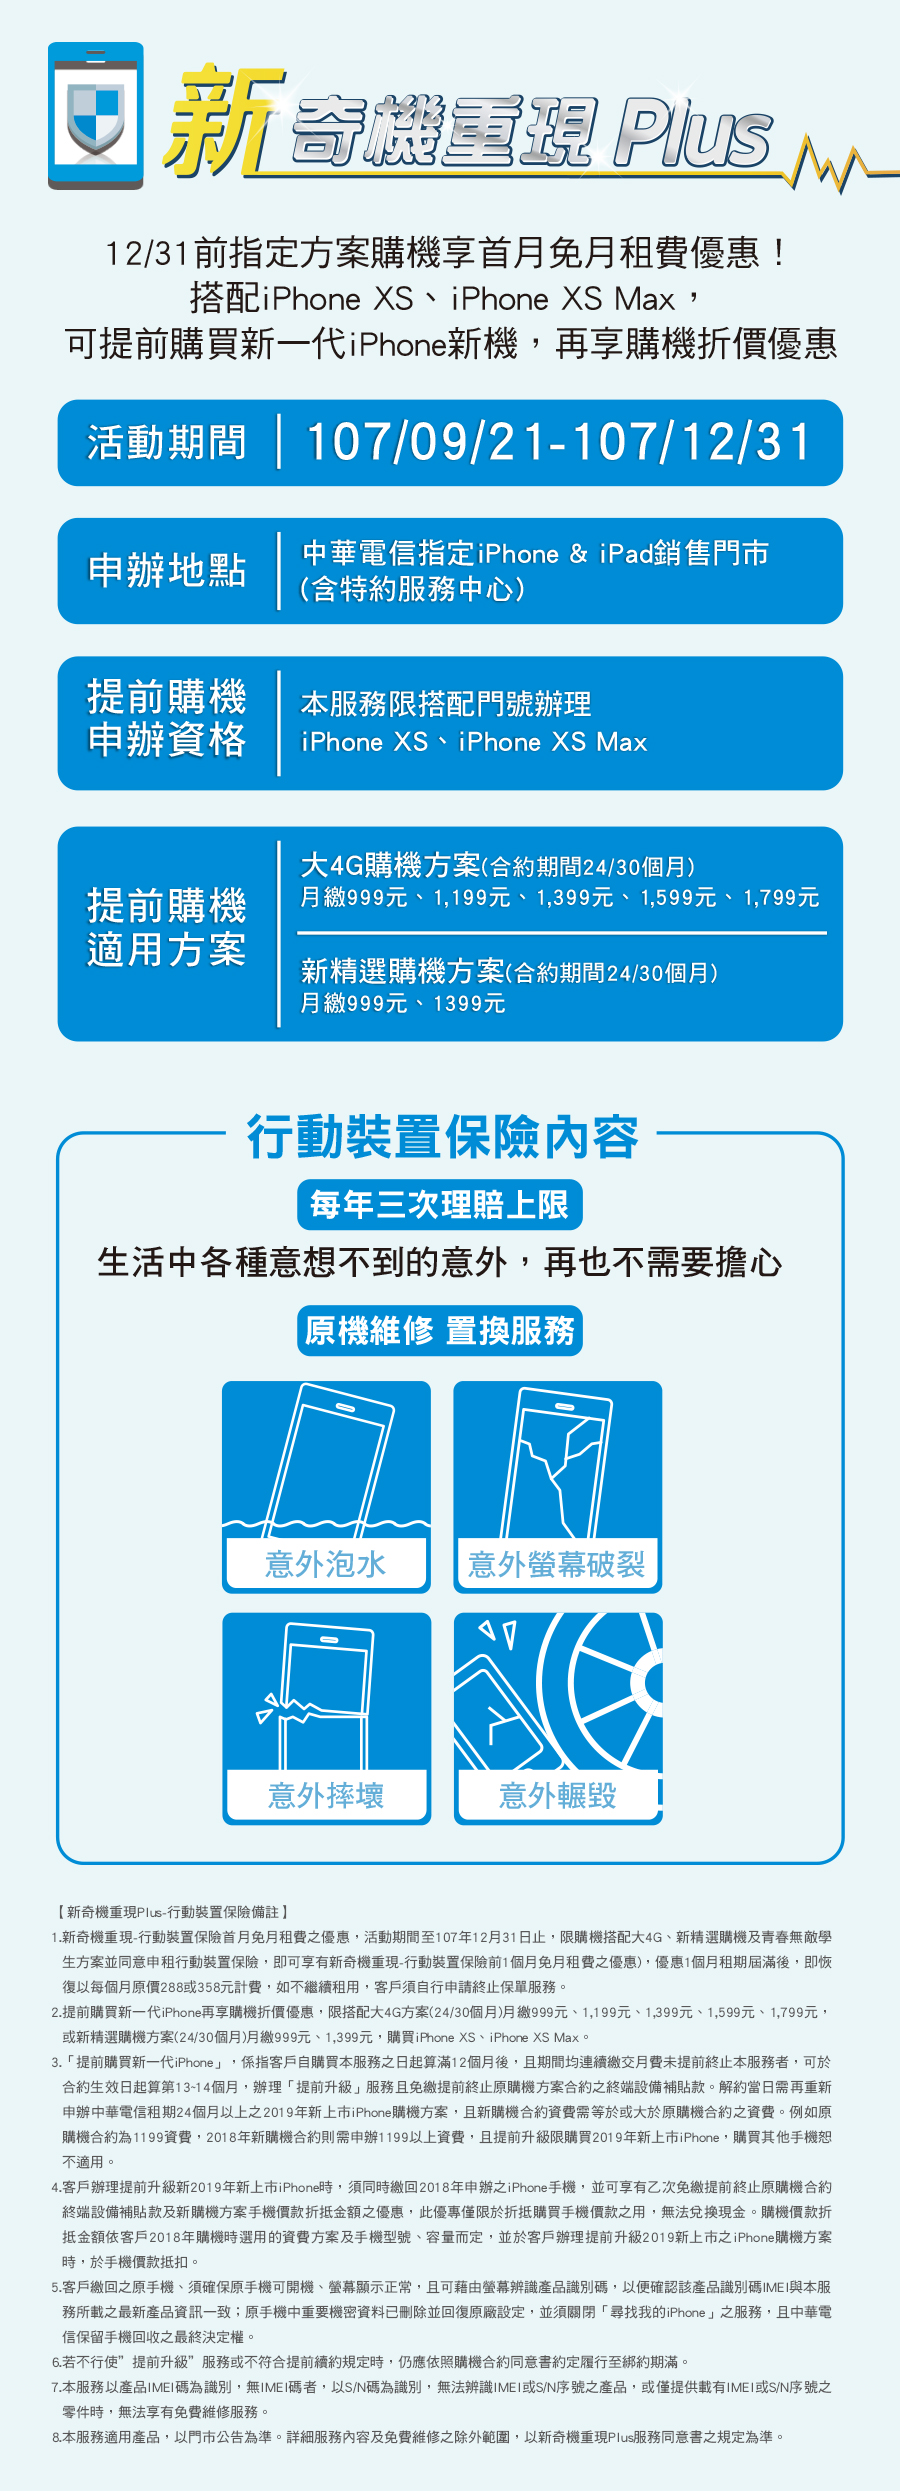 新奇機重現 Plus
12/31前指定方案購機享首月免月租費優惠！
搭配iPhone XS、iPhone XS Max，
可提前購買新一代iPhone新機，再享購機折價優惠
活動期間
107/09/21-107/12/31
申辦地點
中華電信指定iPhone & iPad銷售門市
(含特約服務中心)
提前購機
申辦資格
本服務限搭配門號辦理
iPhone XS、iPhone XS Max
提前購機
適用方案
大4G購機方案(合約期間24/30個月)
月繳999元、1,199元、1,399元、1,599元、1,799元
新精選購機方案(合約期間24/30個月)
月繳999元、1399元
行動裝置保險內容
每年三次理賠上限
生活中各種意想不到的意外，再也不需要擔心
原機維修 置換服務
意外泡水
意外螢幕破裂
意外摔壞
意外輾毀
【新奇機重現Plus-行動裝置保險備註】
1.新奇機重現-行動裝置保險首月免月租費之優惠，活動期間至107年12月31日止，限購機搭配大4G、新精選購機及青春無敵學
生方案並同意申租行動裝置保險，即可享有新奇機重現-行動裝置保險前1個月免月租費之優惠)，優惠1個月租期屆滿後，即恢
復以每個月原價288或358元計費，如不繼續租用，客戶須自行申請終止保單服務。
2.提前購買新一代iPhone再享購機折價優惠，限搭配大4G方案(24/30個月)月繳999元、1,199元、1,399元、1,599元、1,799元，
或新精選購機方案(24/30個月)月繳999元、1,399元，購買iPhone XS、iPhone XS Max。
3.「提前購買新一代iPhone」，係指客戶自購買本服務之日起算滿12個月後，且期間均連續繳交月費未提前終止本服務者，可於
合約生效日起算第13~14個月，辦理「提前升級」服務且免繳提前終止原購機方案合約之終端設備補貼款。解約當日需再重新
申辦中華電信租期24個月以上之2019年新上市iPhone購機方案，且新購機合約資費需等於或大於原購機合約之資費。例如原
購機合約為1199資費，2018年新購機合約則需申辦1199以上資費，且提前升級限購買2019年新上市iPhone，購買其他手機恕
不適用。
4.客戶辦理提前升級新2019年新上市iPhone時，須同時繳回2018年申辦之iPhone手機，並可享有乙次免繳提前終止原購機合約
終端設備補貼款及新購機方案手機價款折抵金額之優惠，此優專僅限於折抵購買手機價款之用，無法兌換現金。購機價款折
抵金額依客戶2018年購機時選用的資費方案及手機型號、容量而定，並於客戶辦理提前升級2019新上市之iPhone購機方案
時，於手機價款抵扣。
5.客戶繳回之原手機、須確保原手機可開機、螢幕顯示正常，且可藉由螢幕辨識產品識別碼，以便確認該產品識別碼IMEI與本服
務所載之最新產品資訊一致；原手機中重要機密資料已刪除並回復原廠設定，並須關閉「尋找我的iPhone」之服務，且中華電
信保留手機回收之最終決定權。
6.若不行使”提前升級”服務或不符合提前續約規定時，仍應依照購機合約同意書約定履行至綁約期滿。
7.本服務以產品IMEI碼為識別，無IMEI碼者，以S/N碼為識別，無法辨識IMEI或S/N序號之產品，或僅提供載有IMEI或S/N序號之
零件時，無法享有免費維修服務。
8.本服務適用產品，以門市公告為準。詳細服務內容及免費維修之除外範圍，以新奇機重現Plus服務同意書之規定為準。